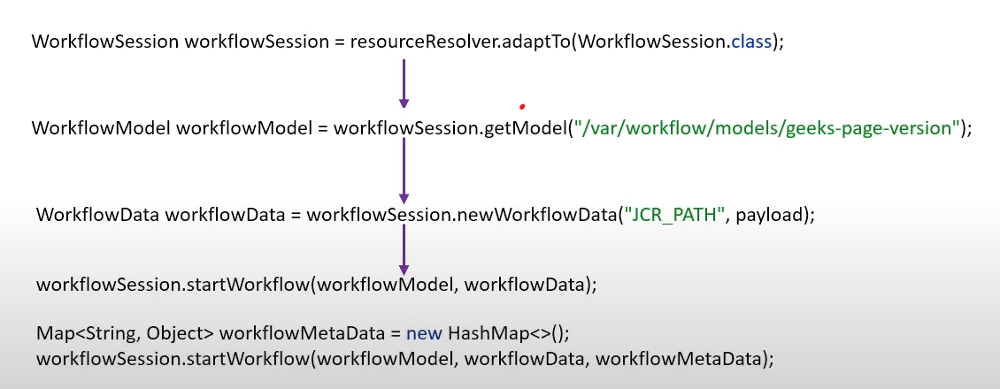 WorkflowSession workflowSession = resourceResolver.adaptTo(WorkflowSession.class);
WorkflowModel workflowModel = workflowSession.getModel("/var/workflow/models/geeks-page-version");
WorkflowData workflowData = workflowSession.newWorkflowData("JCR_PATH", payload);
workflowSession.startWorkflow(workflowModel, workflowData);
Map<String, Object> workflowMetaData = new HashMap<>();
workflowSession.startWorkflow(workflowModel, workflowData, workflowMetaData);